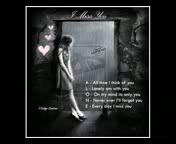 I Miss You
A - All time I think of you
L - Lonely am with you
O - On my mind is only you
N - Never ever I'll forget you
E - Every day I miss you